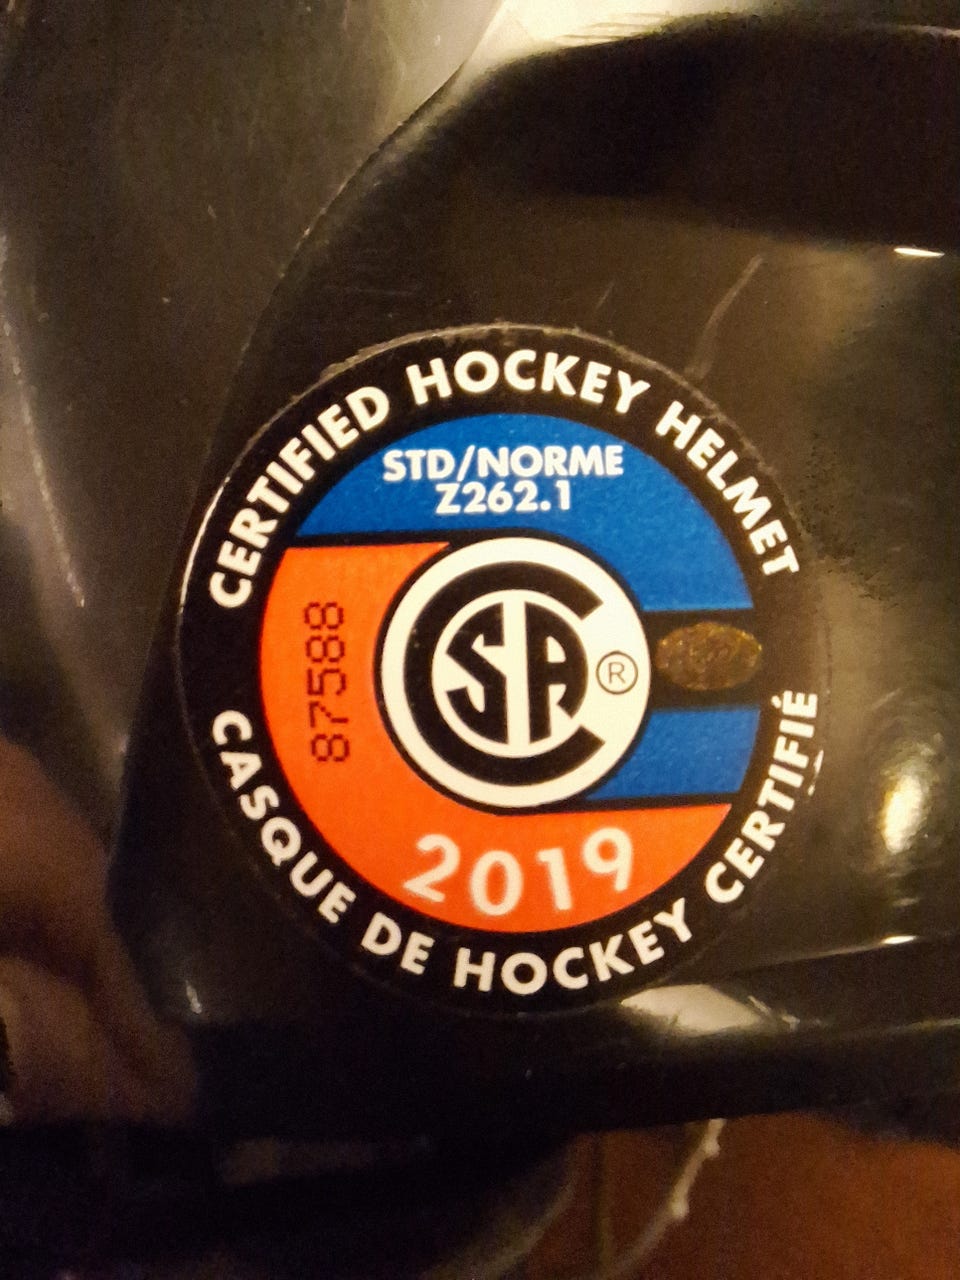 CERTIFIED HOCKEY HELMET
STD/NORME
Z262.1
87588
CSA
®
2019
CASQUE DE HOCKEY CERTIFIÉ